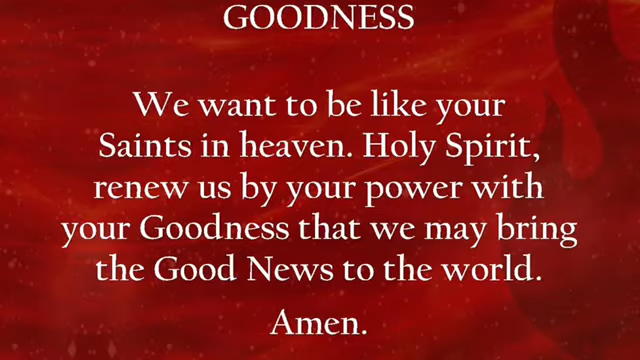 GOODNESS
We want to be like your
Saints in heaven. Holy Spirit,
renew us by your power with
your Goodness that we may bring
the Good News to the world.
Amen.